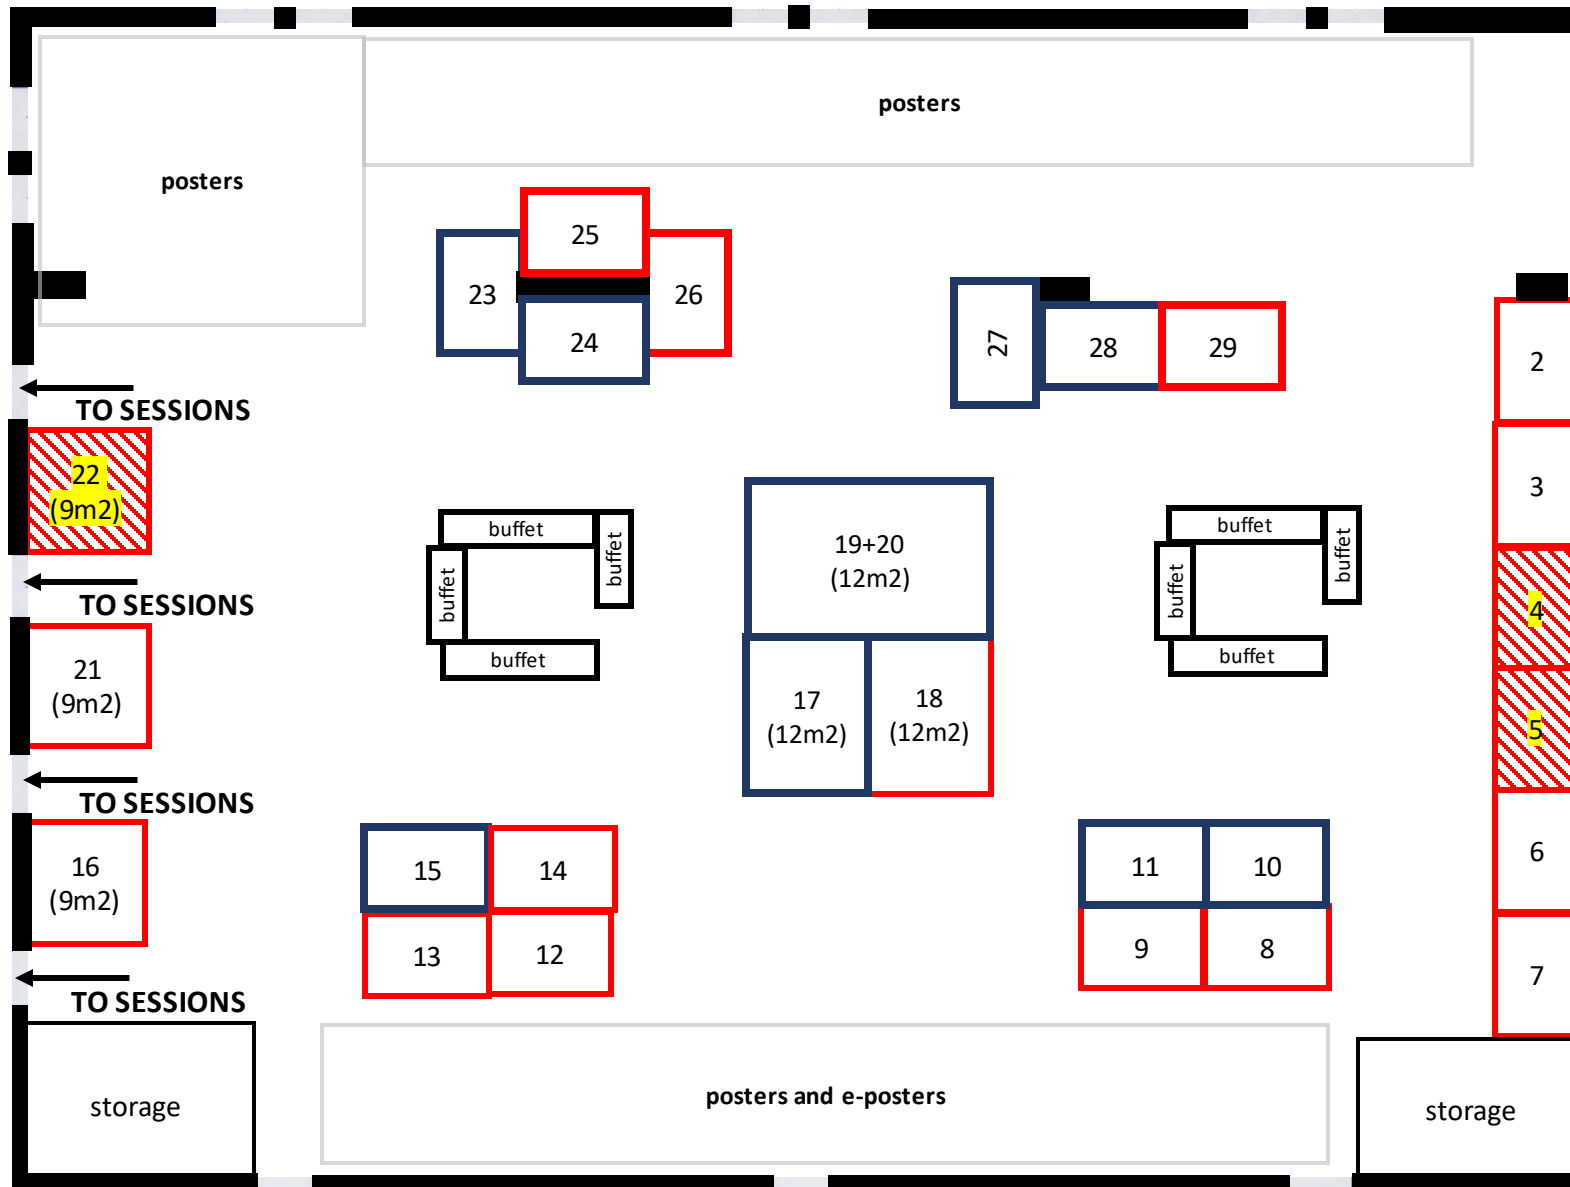 posters
posters
25
23
26
24
27
28
29
2
TO SESSIONS
22
(9m2)
3
buffet
buffet
buffet
buffet
19+20
(12m2)
buffet
buffet
buffet
buffet
4
TO SESSIONS
21
(9m2)
17
(12m2)
18
(12m2)
5
TO SESSIONS
16
(9m2)
15
14
13
12
11
10
9
8
6
7
TO SESSIONS
storage
posters and e-posters
storage